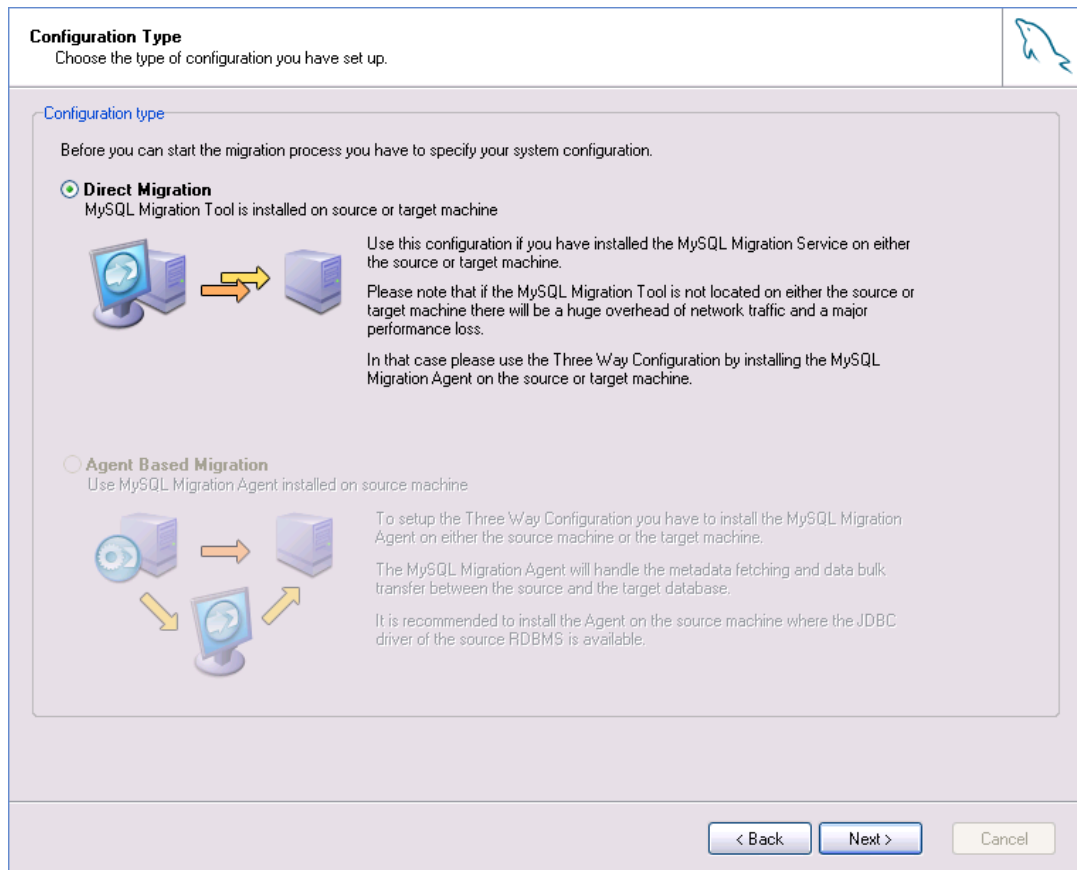 Configuration Type
Choose the type of configuration you have set up.
Configuration type
Before you can start the migration process you have to specify your system configuration.
Direct Migration
MySQL Migration Tool is installed on source or target machine
Use this configuration if you have installed the MySQL Migration Service on either
the source or target machine.
Please note that if the MySQL Migration Tool is not located on either the source or
target machine there will be a huge overhead of network traffic and a major
performance loss.
In that case please use the Three Way Configuration by installing the MySQL
Migration Agent on the source or target machine.
Agent Based Migration
Use MySQL Migration Agent installed on source machine
To setup the Three Way Configuration you have to install the MySQL Migration
Agent on either the source machine or the target machine.
The MySQL Migration Agent will handle the metadata fetching and data bulk
transfer between the source and the target database.
It is recommended to install the Agent on the source machine where the JDBC
driver of the source RDBMS is available.
< Back
Next >
Cancel